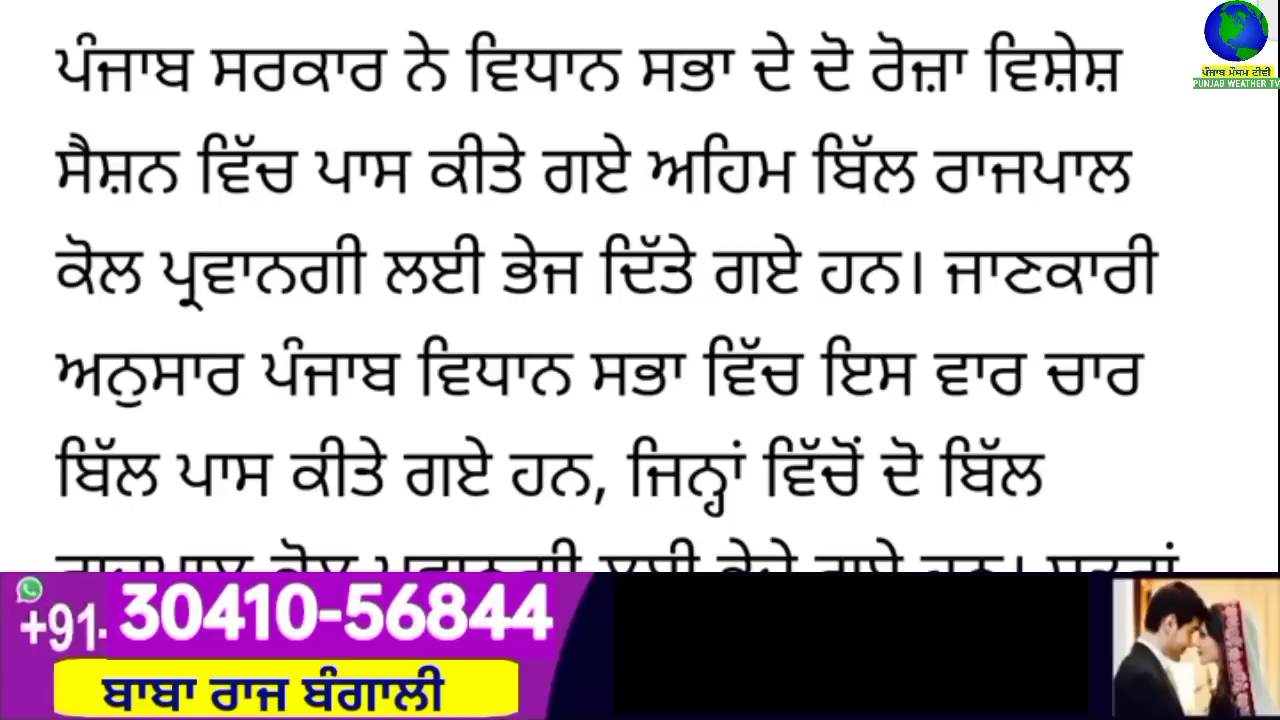 ਪੰਜਾਬ ਸਰਕਾਰ ਨੇ ਵਿਧਾਨ ਸਭਾ ਦੇ ਦੋ ਰੋਜ਼ਾ ਵਿਸ਼ੇਸ਼
ਸੈਸ਼ਨ ਵਿੱਚ ਪਾਸ ਕੀਤੇ ਗਏ ਅਹਿਮ ਬਿੱਲ ਰਾਜਪਾਲ
ਕੋਲ ਪ੍ਰਵਾਨਗੀ ਲਈ ਭੇਜ ਦਿੱਤੇ ਗਏ ਹਨ। ਜਾਣਕਾਰੀ
ਅਨੁਸਾਰ ਪੰਜਾਬ ਵਿਧਾਨ ਸਭਾ ਵਿੱਚ ਇਸ ਵਾਰ ਚਾਰ
ਬਿੱਲ ਪਾਸ ਕੀਤੇ ਗਏ ਹਨ, ਜਿਨ੍ਹਾਂ ਵਿੱਚੋਂ ਦੋ ਬਿੱਲ
ਪੰਜਾਬ ਮੌਸਮ ਟੀਵੀ
PUNJAB WEATHER TV
+91- 30410-56844
ਬਾਬਾ ਰਾਜ ਬੰਗਾਲੀ